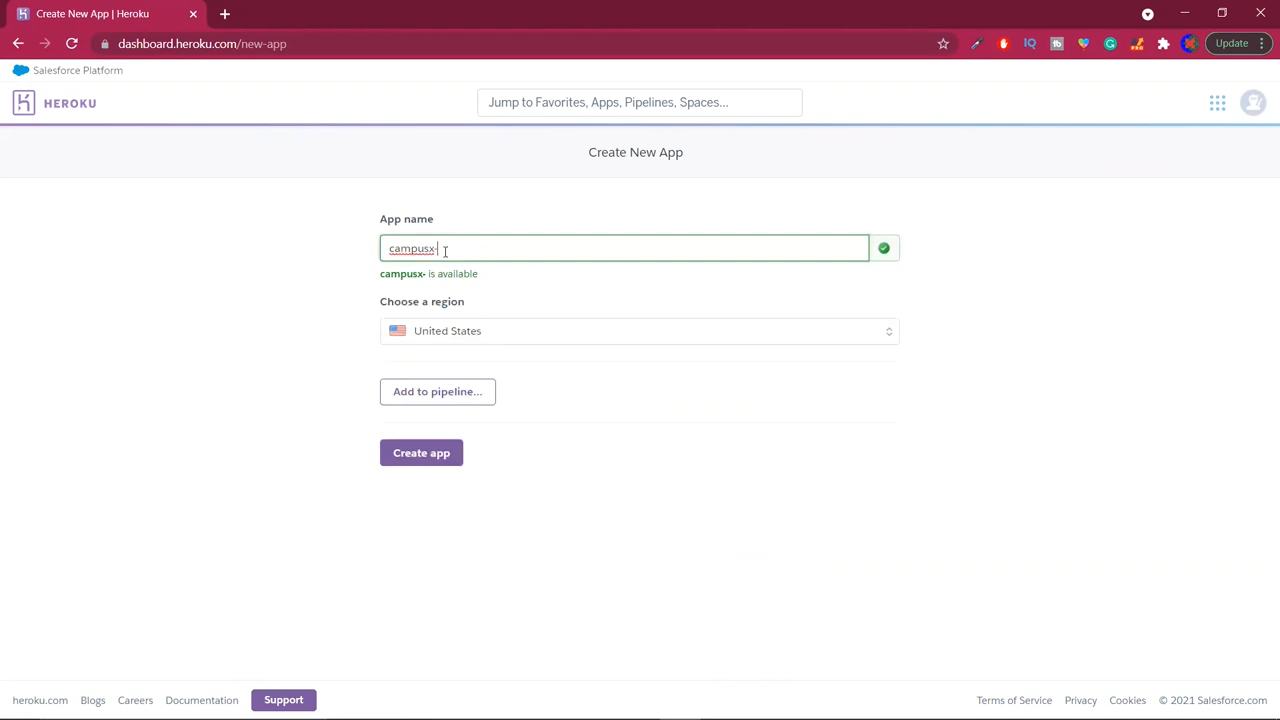 Create New App | Heroku
dashboard.heroku.com/new-app
IQ
Update
Salesforce Platform
HEROKU
Jump to Favorites, Apps, Pipelines, Spaces...
Create New App
App name
campusx-
campusx- is available
Choose a region
United States
Add to pipeline...
Create app
heroku.com Blogs Careers Documentation Support Terms of Service Privacy Cookies © 2021 Salesforce.com